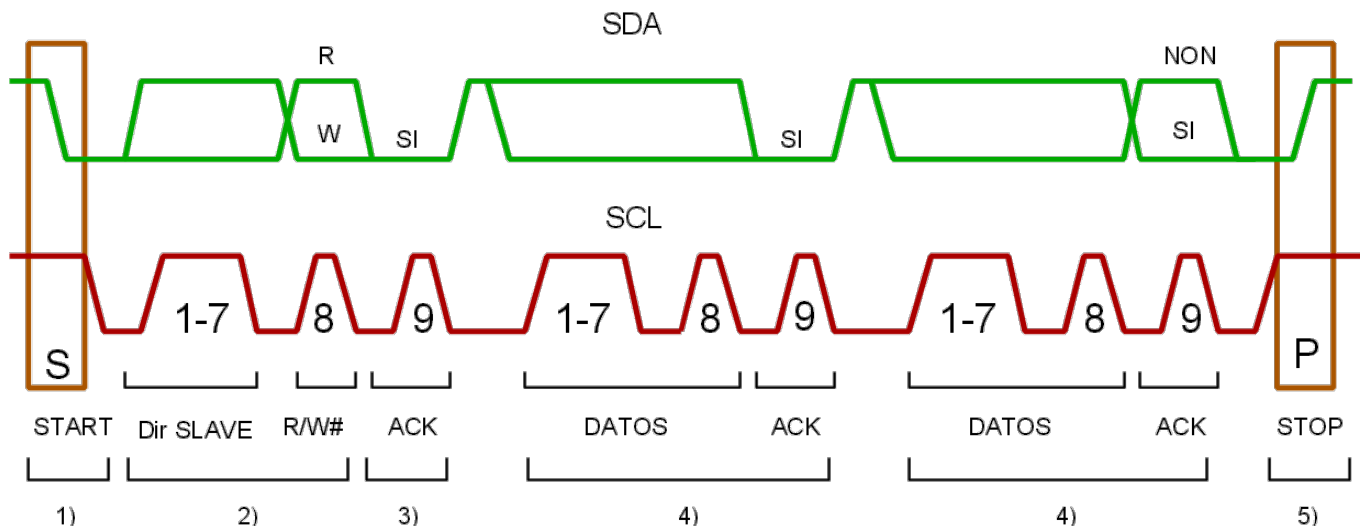 SDA
R NON
W SI SI SI
SCL
1-7 8 9 1-7 8 9 1-7 8 9
S P
START Dir SLAVE R/W# ACK DATOS ACK DATOS ACK STOP
1) 2) 3) 4) 4) 5)